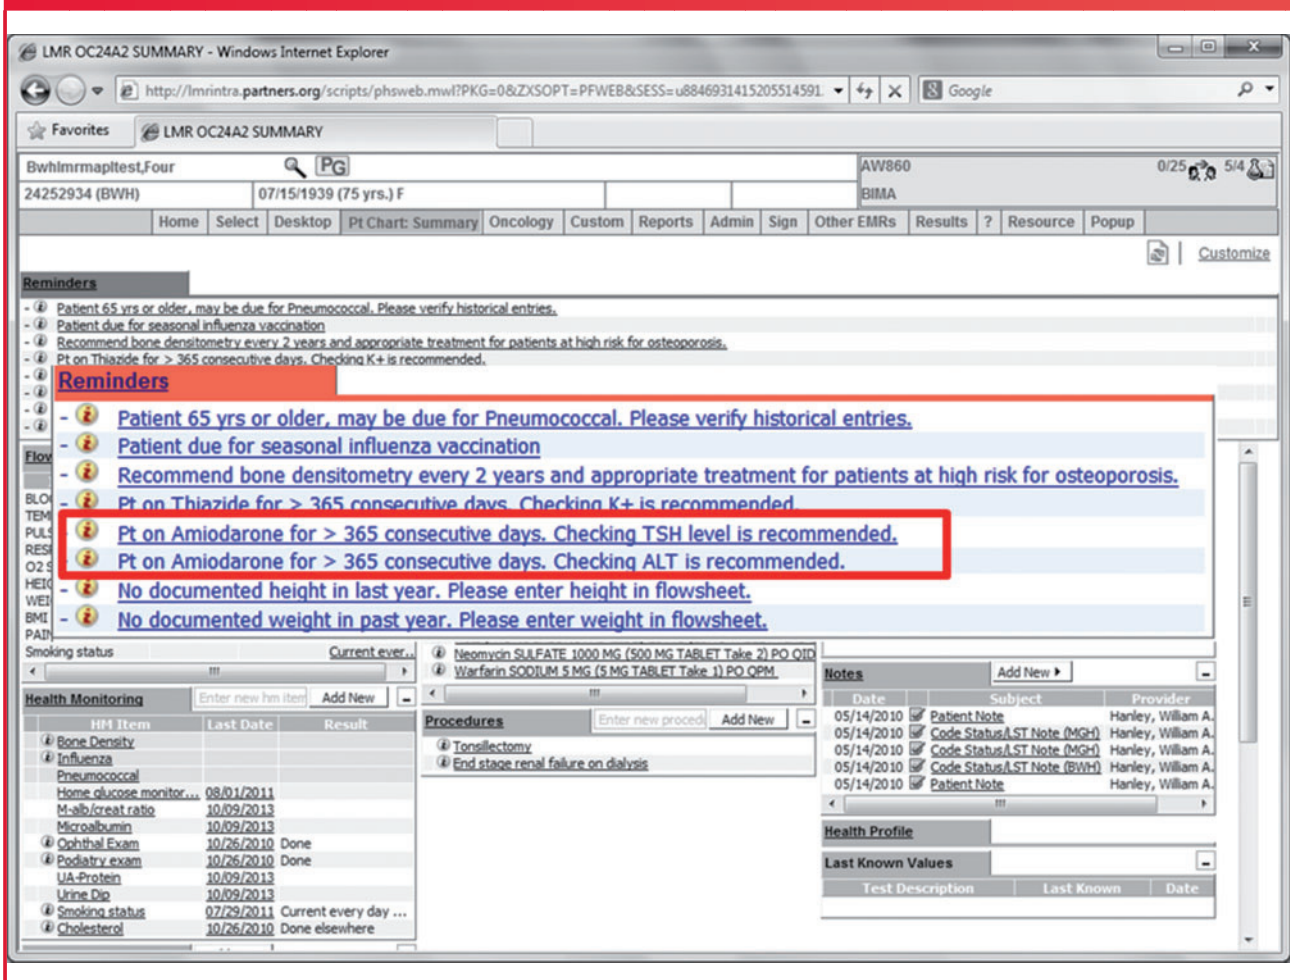 LMR OC24A2 SUMMARY - Windows Internet Explorer
http://lmrintra.partners.org/scripts/phsweb.mwl?PKG=0&ZXSOPT=PFWEB&SESS=u8846931415205514591. Google
Favorites LMR OC24A2 SUMMARY
Bwhlmrmapltest,Four PG AW860 0/25 5/4
24252934 (BWH) 07/15/1939 (75 yrs.) F BIMA
Home Select Desktop Pt Chart: Summary Oncology Custom Reports Admin Sign Other EMRs Results ? Resource Popup
Customize
Reminders
- Patient 65 yrs or older, may be due for Pneumococcal. Please verify historical entries.
- Patient due for seasonal influenza vaccination
- Recommend bone densitometry every 2 years and appropriate treatment for patients at high risk for osteoporosis.
- Pt on Thiazide for > 365 consecutive days. Checking K+ is recommended.
Reminders
- Patient 65 yrs or older, may be due for Pneumococcal. Please verify historical entries.
- Patient due for seasonal influenza vaccination
- Recommend bone densitometry every 2 years and appropriate treatment for patients at high risk for osteoporosis.
- Pt on Thiazide for > 365 consecutive days. Checking K+ is recommended.
Pt on Amiodarone for > 365 consecutive days. Checking TSH level is recommended.
Pt on Amiodarone for > 365 consecutive days. Checking ALT is recommended.
- No documented height in last year. Please enter height in flowsheet.
- No documented weight in past year. Please enter weight in flowsheet.
Flow
BLO
TEM
PULS
RESP
O2 S
HEIG
WEI
BMI
PAIN
Smoking status Current ever..
Health Monitoring Enter new hm item Add New
HM Item Last Date Result
Bone Density
Influenza
Pneumococcal
Home glucose monitor... 08/01/2011
M-alb/creat ratio 10/09/2013
Microalbumin 10/09/2013
Ophthal Exam 10/26/2010 Done
Podiatry exam 10/26/2010 Done
UA-Protein 10/09/2013
Urine Dip 10/09/2013
Smoking status 07/29/2011 Current every day ...
Cholesterol 10/26/2010 Done elsewhere
Neomycin SULFATE 1000 MG (500 MG TABLET Take 2) PO QID
Warfarin SODIUM 5 MG (5 MG TABLET Take 1) PO QPM
Procedures Enter new proced Add New
Tonsillectomy
End stage renal failure on dialysis
Notes Add New
Date Subject Provider
05/14/2010 Patient Note Hanley, William A.
05/14/2010 Code Status/LST Note (MGH) Hanley, William A.
05/14/2010 Code Status/LST Note (MGH) Hanley, William A.
05/14/2010 Code Status/LST Note (BWH) Hanley, William A.
05/14/2010 Patient Note Hanley, William A.
Health Profile
Last Known Values
Test Description Last Known Date